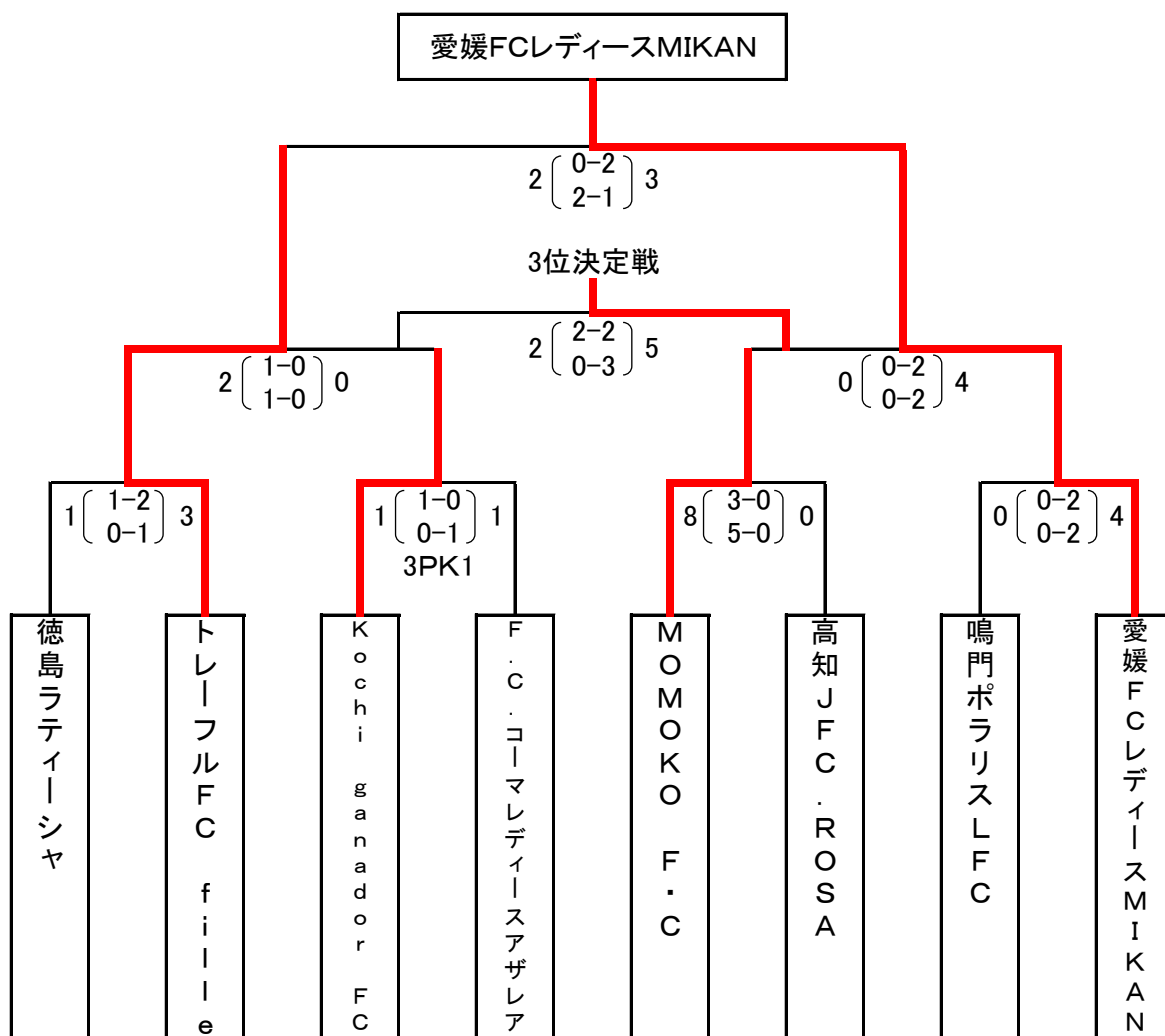 愛媛FCレディースMIKAN
2 0-2 3
2-1
3位決定戦
2 2-2 5
0-3
2 1-0 0
1-0
0 0-2 4
0-2
1 1-2 3
0-1
1 1-0 1
0-1
3PK1
8 3-0 0
5-0
0 0-2 4
0-2
徳島ラティーシャ
トレーフルFC fille
Kochi ganador FC
F.C.コーマレディースアザレア
MOMOKO F・C
高知JFC.ROSA
鳴門ポラリスLFC
愛媛FCレディースMIKAN